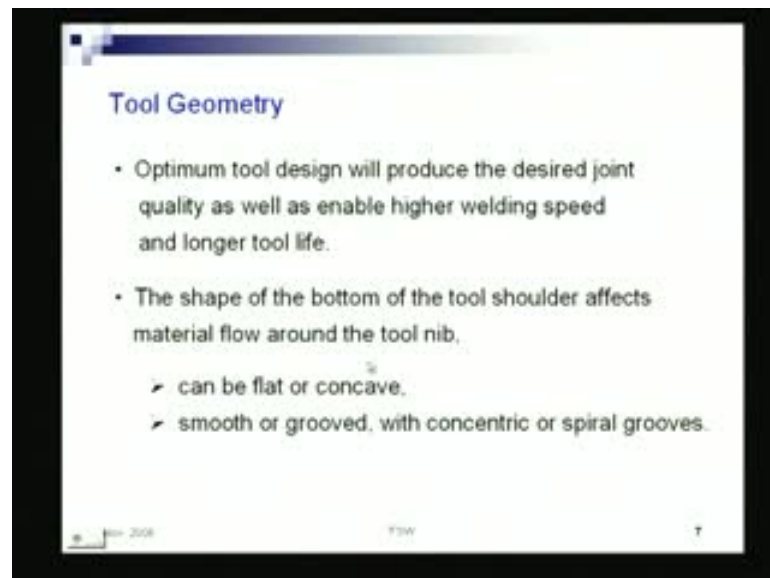 Tool Geometry
• Optimum tool design will produce the desired joint
quality as well as enable higher welding speed
and longer tool life.
• The shape of the bottom of the tool shoulder affects
material flow around the tool nib,
➤ can be flat or concave,
➤ smooth or grooved, with concentric or spiral grooves.
FSW
7